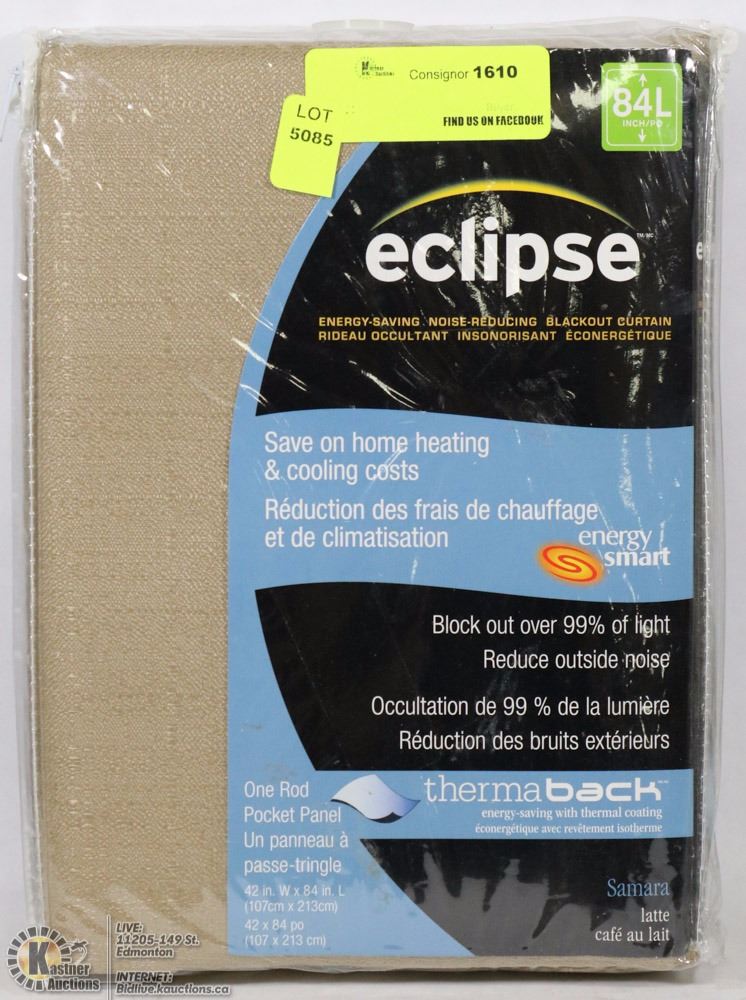 Consignor 1610
LOT
5085
FIND US ON FACEBOOK
84L
INCH/PO
eclipse
TM/MC
ENERGY-SAVING NOISE-REDUCING BLACKOUT CURTAIN
RIDEAU OCCULTANT INSONORISANT ÉCONERGÉTIQUE
Save on home heating
& cooling costs
Réduction des frais de chauffage
et de climatisation
energy
smart
Block out over 99% of light
Reduce outside noise
Occultation de 99 % de la lumière
Réduction des bruits extérieurs
One Rod
Pocket Panel
Un panneau à
passe-tringle
42 in. W x 84 in. L
(107cm x 213cm)
42 x 84 po
(107 x 213 cm)
thermaback
energy-saving with thermal coating
éconergétique avec revêtement isotherme
Samara
latte
café au lait
Kastner
Auctions
LIVE:
11205-149 St.
Edmonton
INTERNET:
Bidlive.kauctions.ca